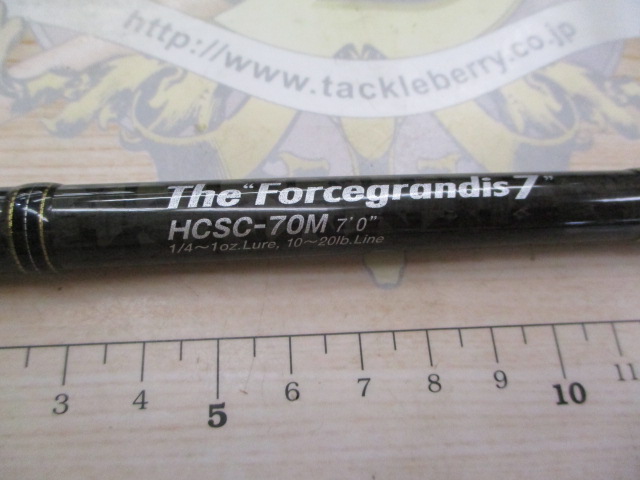 http://www.tackleberry.co.jp
The "Forcegrandis7"
HCSC-70M 7'0"
1/4~1oz.Lure, 10~20lb.Line
3 4 5 6 7 8 9 10 11